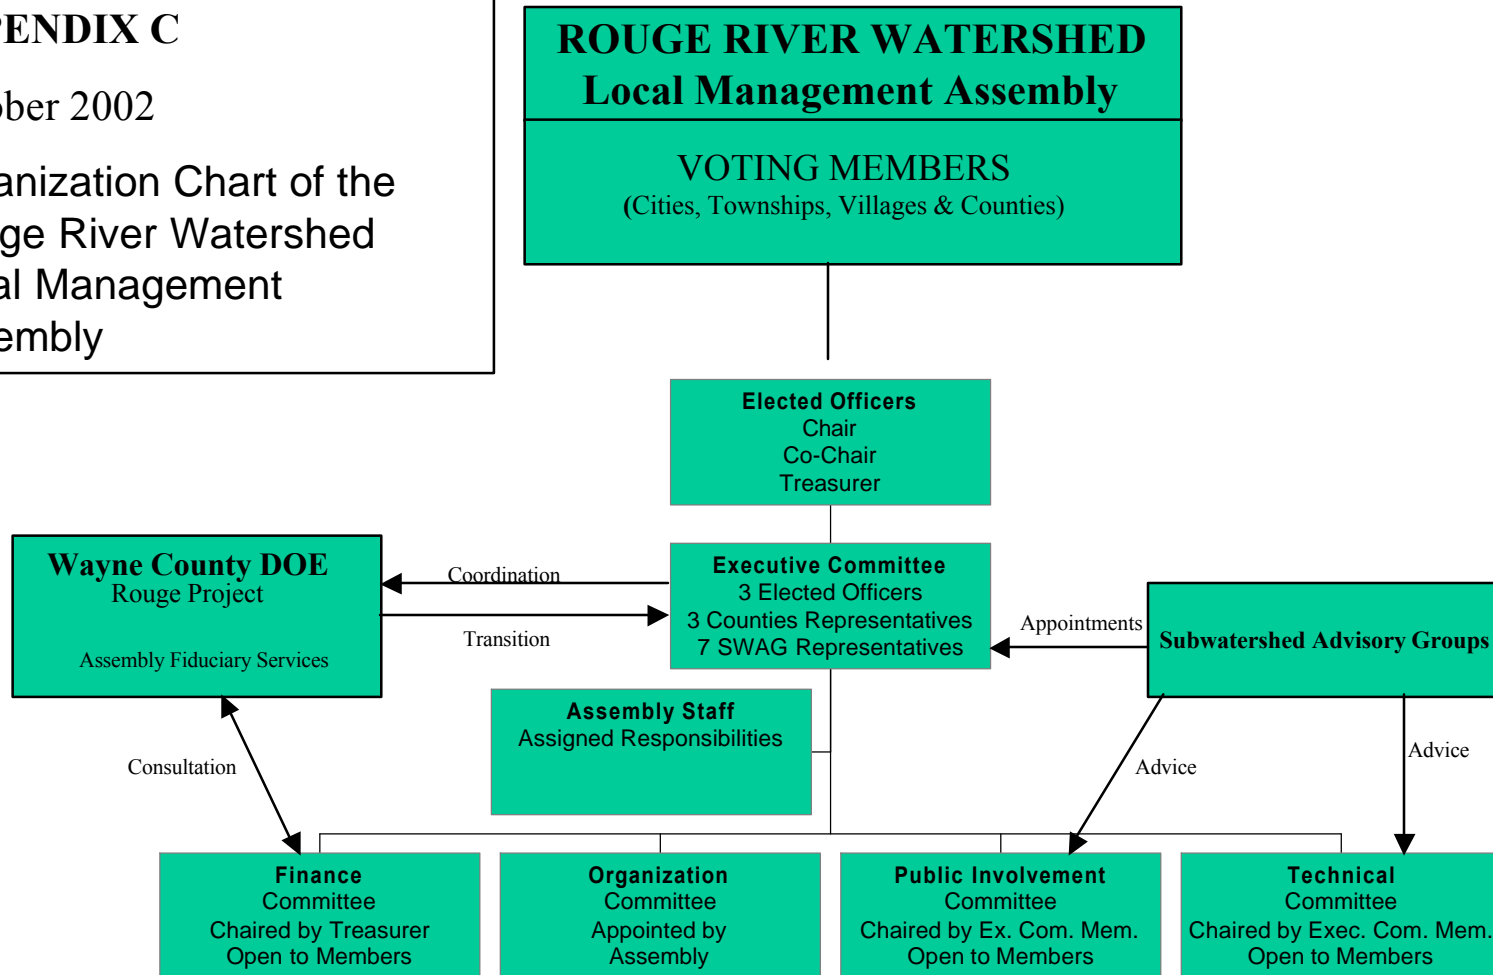 PENDIX C
ober 2002
anization Chart of the
ge River Watershed
al Management
embly
ROUGE RIVER WATERSHED
Local Management Assembly
VOTING MEMBERS
(Cities, Townships, Villages & Counties)
Elected Officers
Chair
Co-Chair
Treasurer
Wayne County DOE
Rouge Project
Assembly Fiduciary Services
Coordination
Transition
Executive Committee
3 Elected Officers
3 Counties Representatives
7 SWAG Representatives
Appointments
Subwatershed Advisory Groups
Assembly Staff
Assigned Responsibilities
Consultation
Advice
Advice
Finance
Committee
Chaired by Treasurer
Open to Members
Organization
Committee
Appointed by
Assembly
Public Involvement
Committee
Chaired by Ex. Com. Mem.
Open to Members
Technical
Committee
Chaired by Exec. Com. Mem.
Open to Members